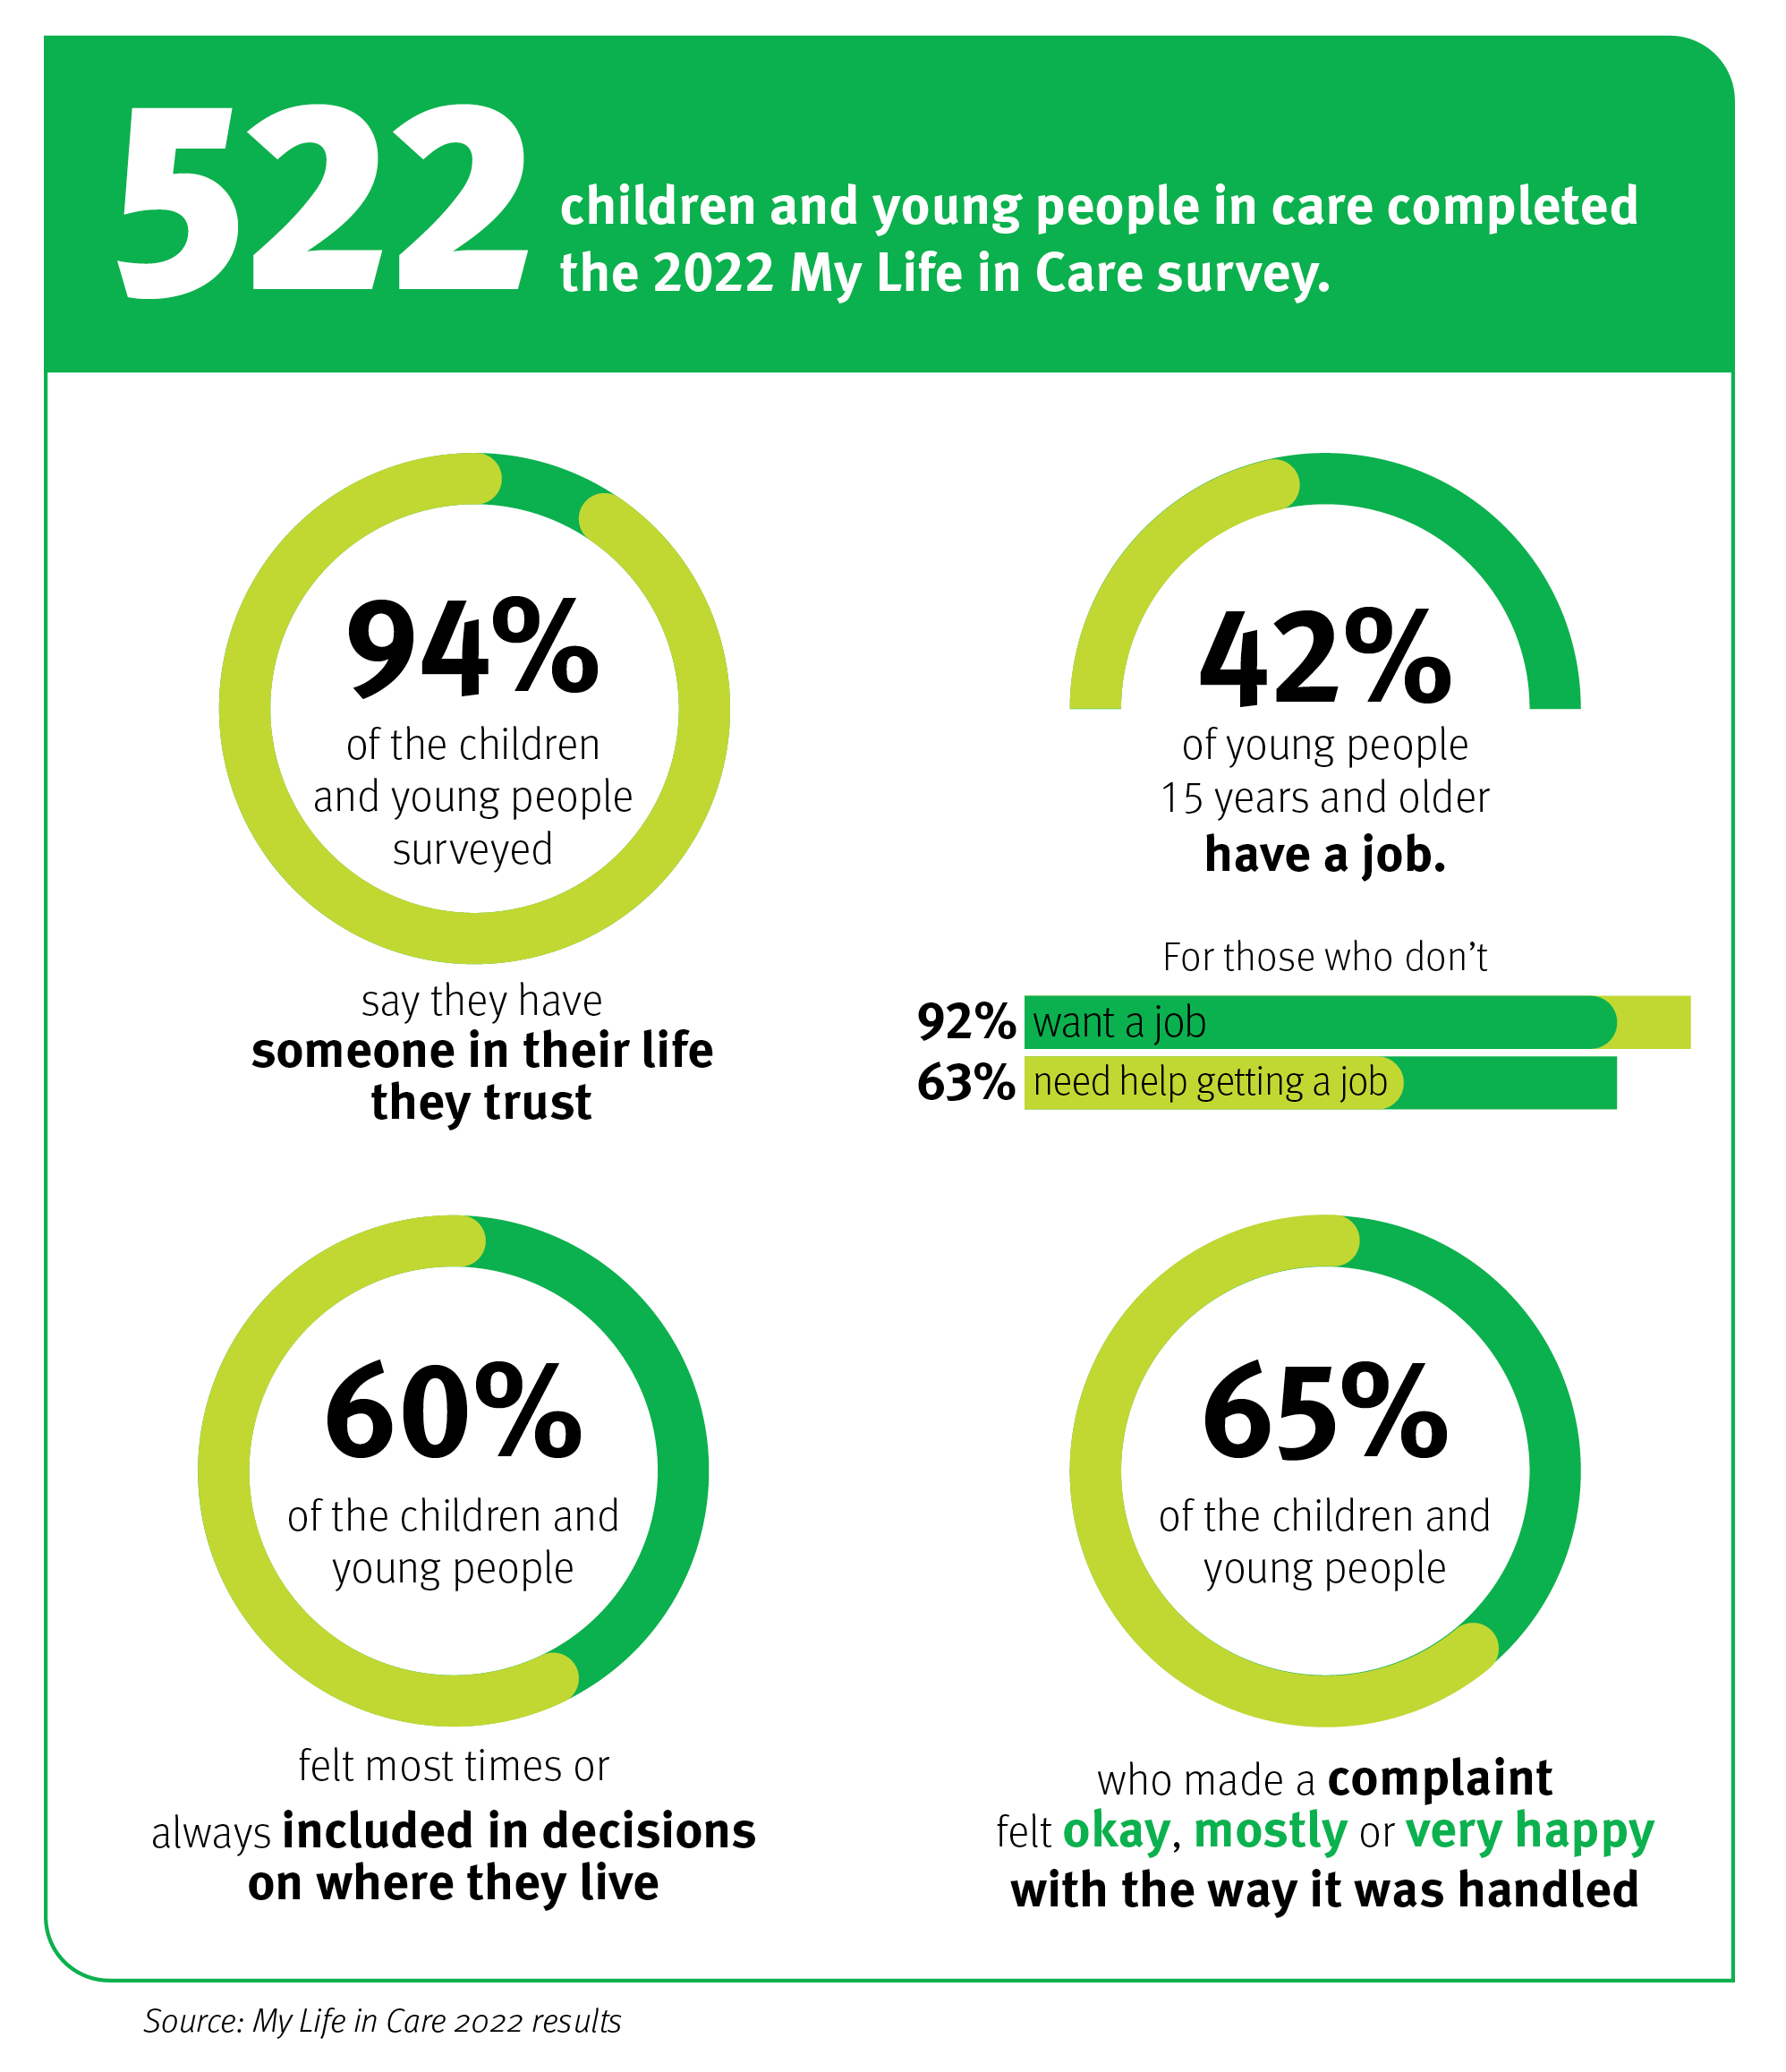 522
children and young people in care completed
the 2022 My Life in Care survey.
94%
of the children
and young people
surveyed
say they have
someone in their life
they trust
42%
of young people
15 years and older
have a job.
For those who don't
92% want a job
63% need help getting a job
60%
of the children and
young people
felt most times or
always included in decisions
on where they live
65%
of the children and
young people
who made a complaint
felt okay, mostly or very happy
with the way it was handled
Source: My Life in Care 2022 results